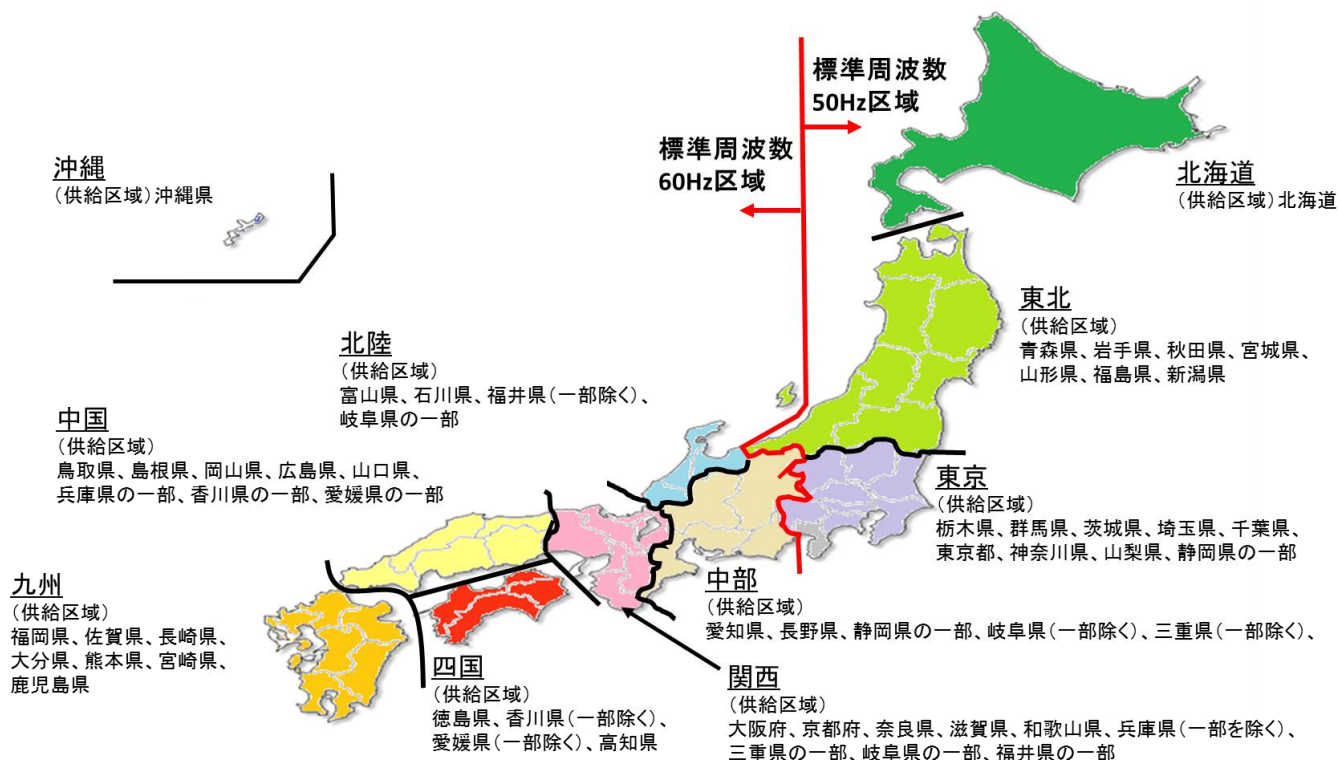 標準周波数
50Hz区域
標準周波数
60Hz区域
沖縄
(供給区域)沖縄県
北海道
(供給区域)北海道
東北
(供給区域)
青森県、岩手県、秋田県、宮城県、
山形県、福島県、新潟県
北陸
(供給区域)
富山県、石川県、福井県(一部除く)、
岐阜県の一部
中国
(供給区域)
鳥取県、島根県、岡山県、広島県、山口県、
兵庫県の一部、香川県の一部、愛媛県の一部
東京
(供給区域)
栃木県、群馬県、茨城県、埼玉県、千葉県、
東京都、神奈川県、山梨県、静岡県の一部
中部
(供給区域)
愛知県、長野県、静岡県の一部、岐阜県(一部除く)、三重県(一部除く)、
九州
(供給区域)
福岡県、佐賀県、長崎県、
大分県、熊本県、宮崎県、
鹿児島県
四国
(供給区域)
徳島県、香川県(一部除く)、
愛媛県(一部除く)、高知県
関西
(供給区域)
大阪府、京都府、奈良県、滋賀県、和歌山県、兵庫県(一部を除く)、
三重県の一部、岐阜県の一部、福井県の一部